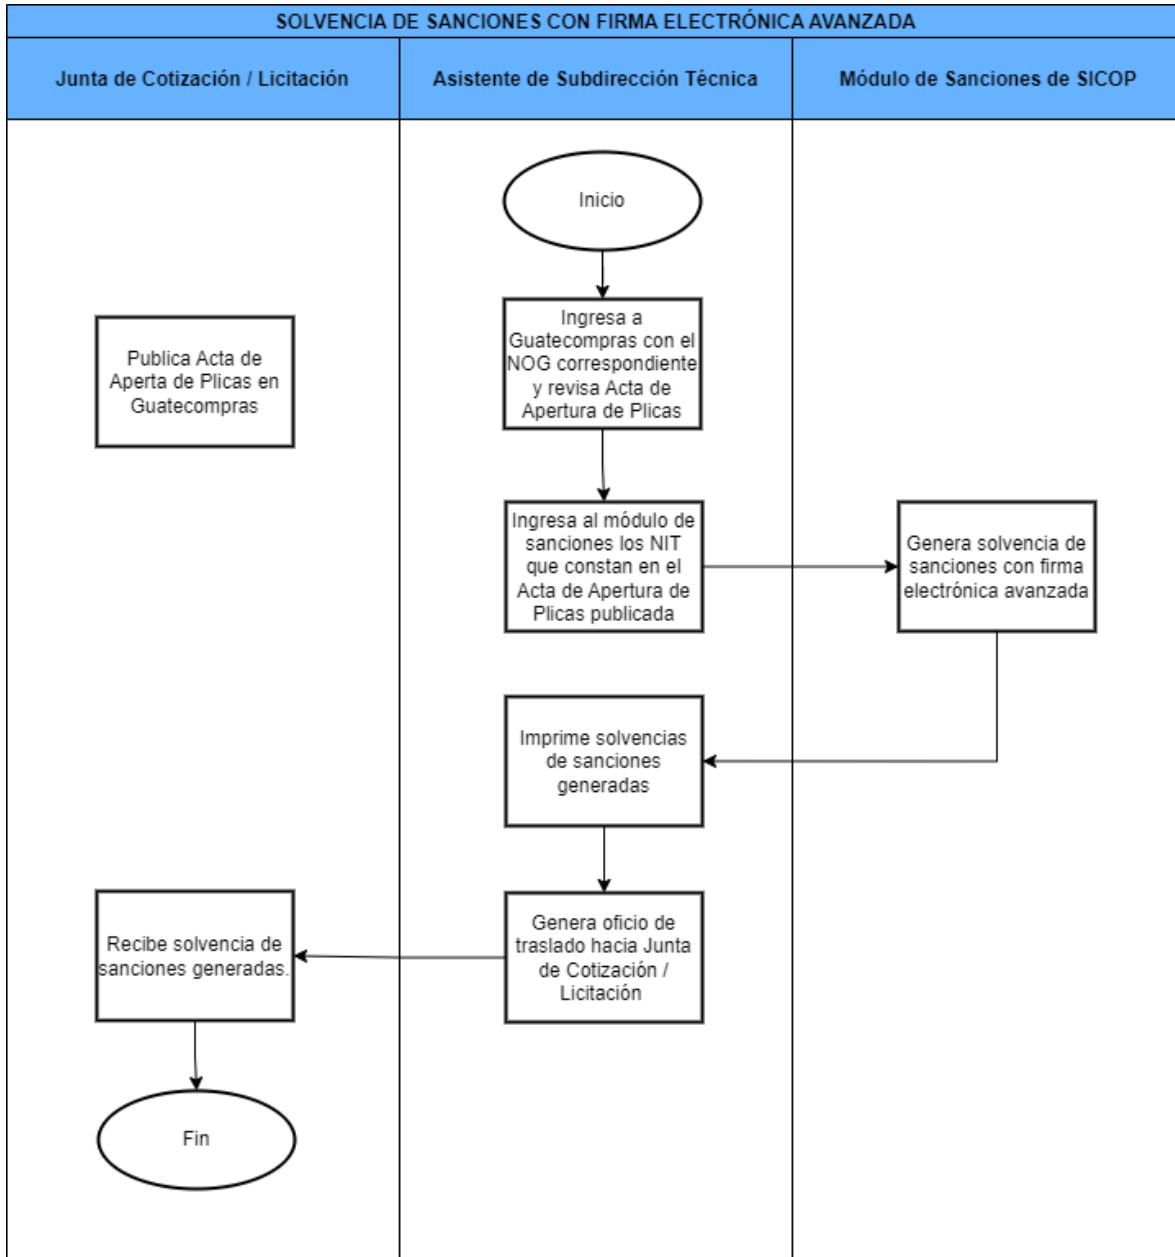 SOLVENCIA DE SANCIONES CON FIRMA ELECTRÓNICA AVANZADA
Junta de Cotización / Licitación
Asistente de Subdirección Técnica
Módulo de Sanciones de SICOP
Inicio
Ingresa a
Guatecompras con el
NOG correspondiente
y revisa Acta de
Apertura de Plicas
Publica Acta de
Aperta de Plicas en
Guatecompras
Ingresa al módulo de
sanciones los NIT
que constan en el
Acta de Apertura de
Plicas publicada
Genera solvencia de
sanciones con firma
electrónica avanzada
Imprime solvencias
de sanciones
generadas
Genera oficio de
traslado hacia Junta
de Cotización /
Licitación
Recibe solvencia de
sanciones generadas.
Fin